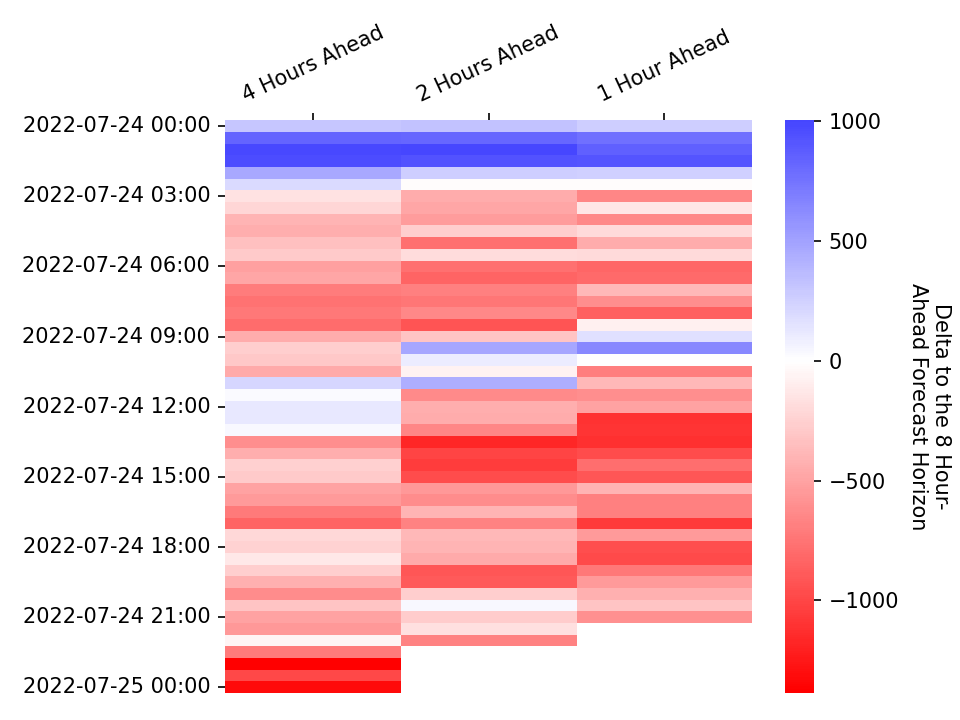 4 Hours Ahead
2 Hours Ahead
1 Hour Ahead
2022-07-24 00:00
2022-07-24 03:00
2022-07-24 06:00
2022-07-24 09:00
2022-07-24 12:00
2022-07-24 15:00
2022-07-24 18:00
2022-07-24 21:00
2022-07-25 00:00
1000
500
0
−500
−1000
Delta to the 8 Hour-
Ahead Forecast Horizon